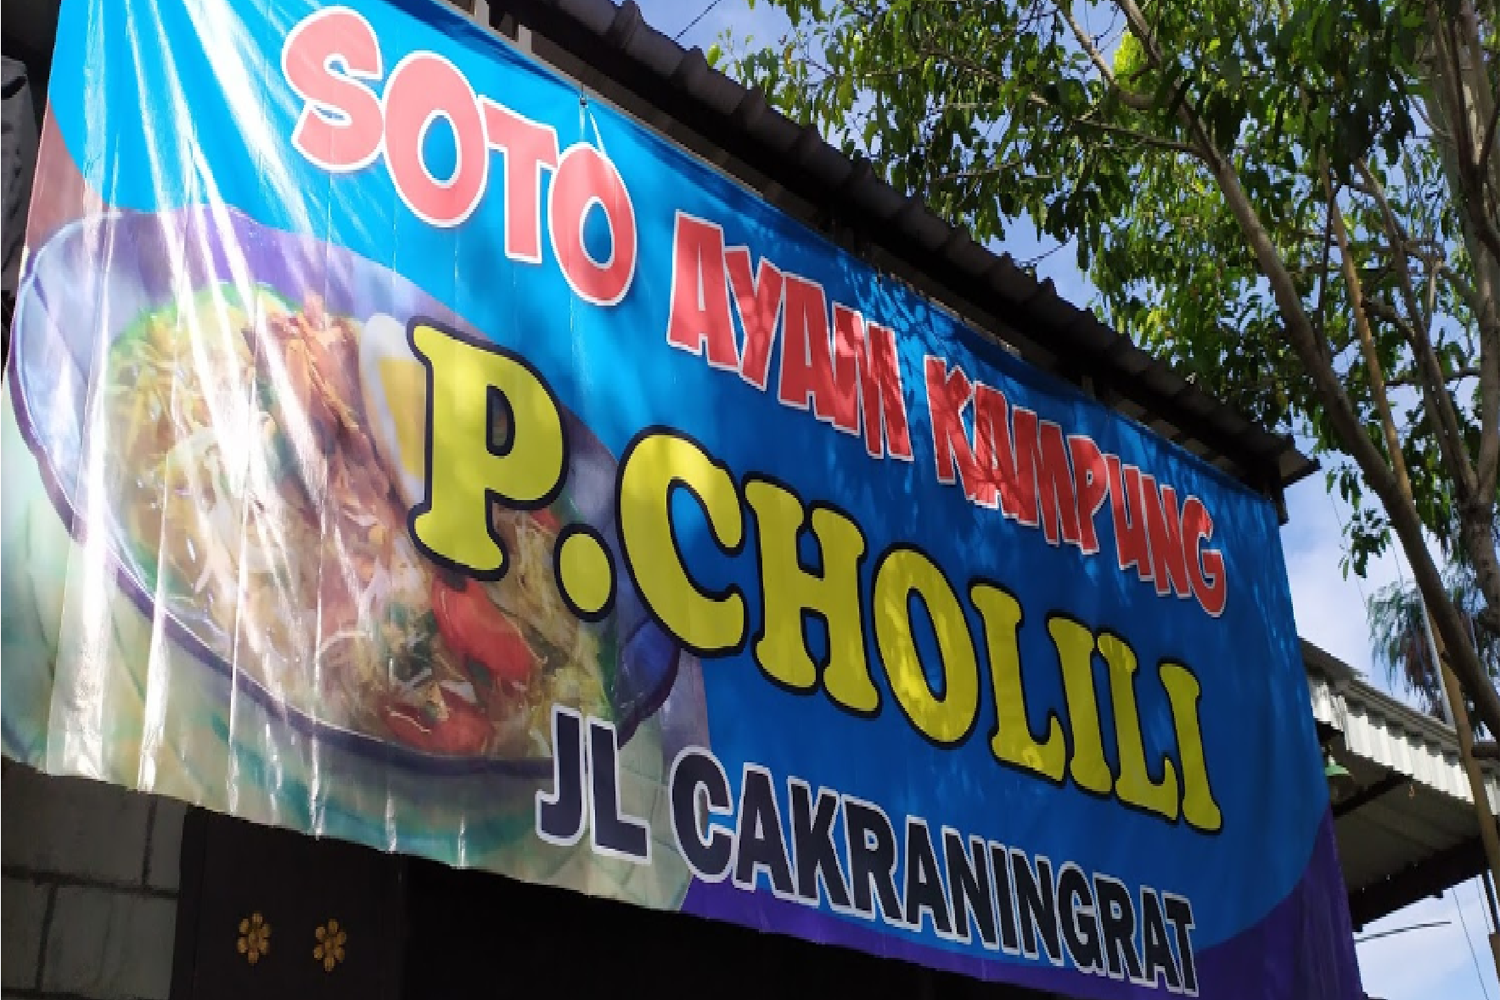 SOTO AYAM KAMPUNG
P.CHOLILI
JL CAKRANINGRAT